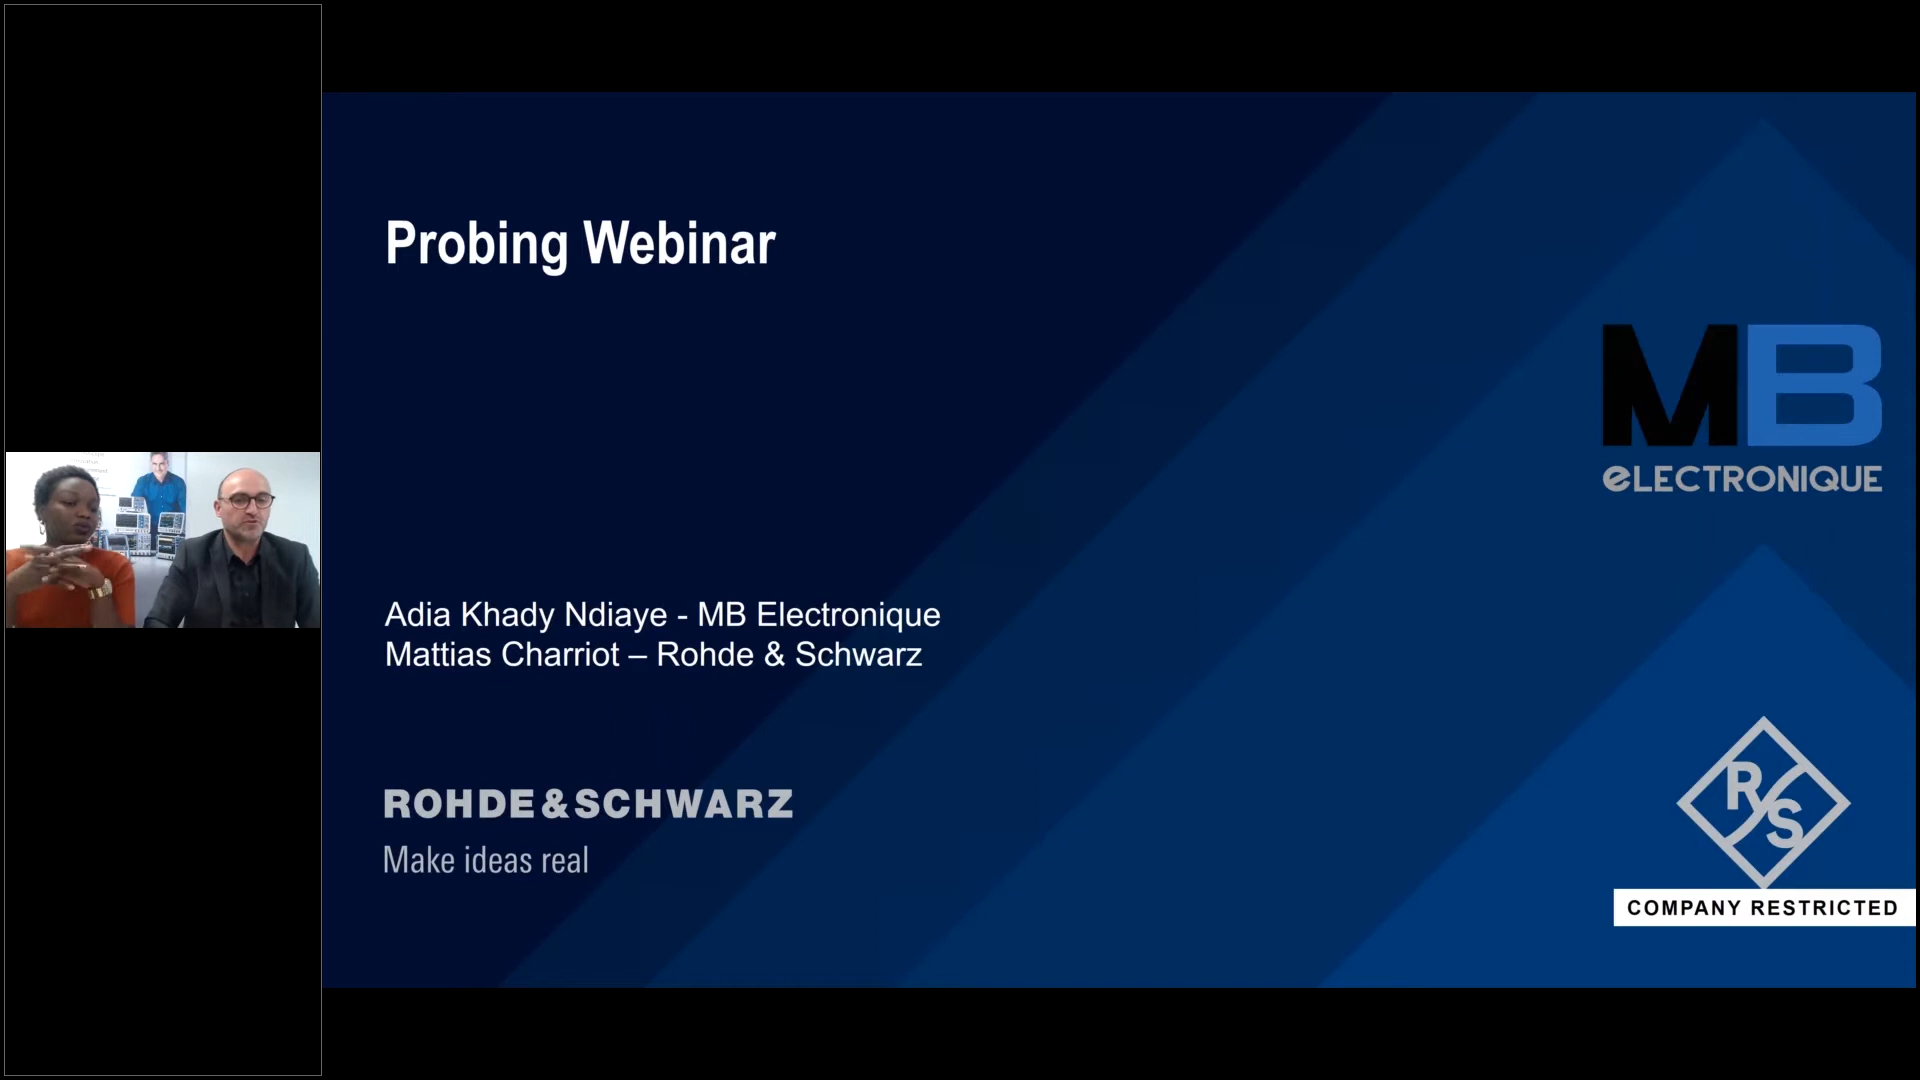 Probing Webinar
MB
eLECTRONIQUE
Adia Khady Ndiaye - MB Electronique
Mattias Charriot – Rohde & Schwarz
ROHDE&SCHWARZ
Make ideas real
R
S
COMPANY RESTRICTED